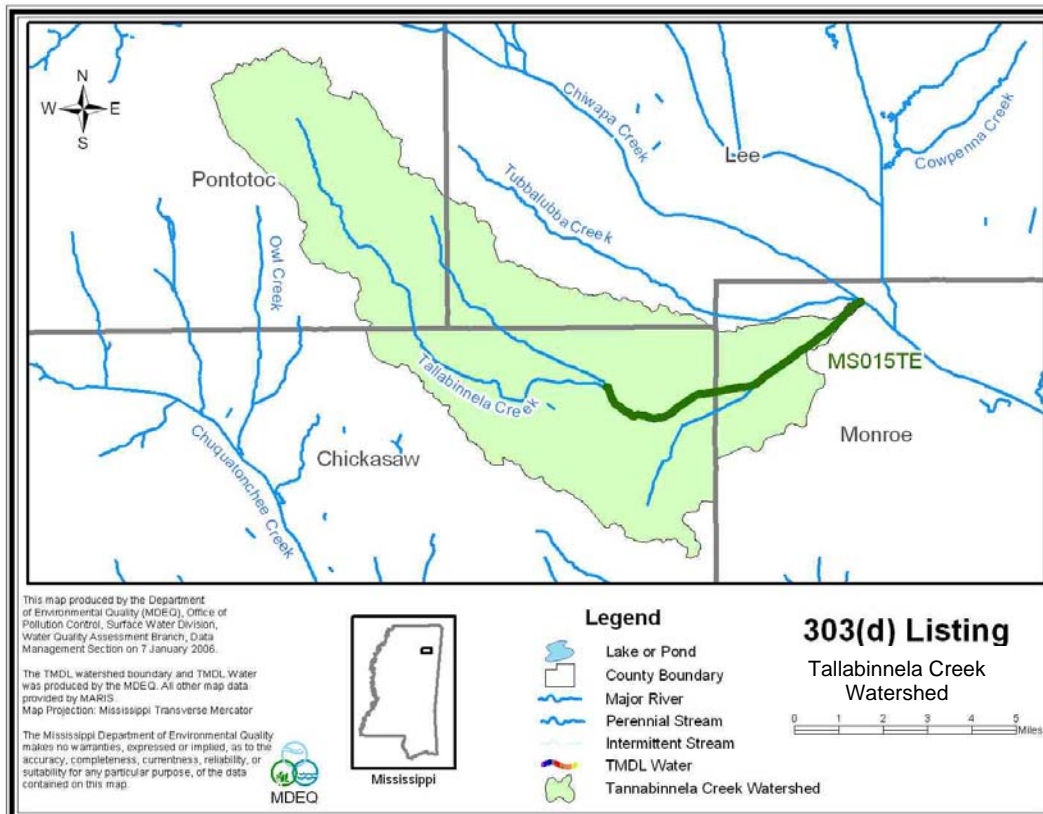 N
W E
S
Pontotoc
Owl Creek
Chiwapa Creek
Lee
Cowpenna Creek
Tubbalubba Creek
MS015TE
Tallabinnela Creek
Monroe
Chickasaw
Chuquatonchee Creek
This map produced by the Department
of Environmental Quality (MDEQ), Office of
Pollution Control, Surface Water Division,
Water Quality Assessment Branch, Data
Management Section on 7 January 2006.
The TMDL watershed boundary and TMDL Water
was produced by the MDEQ. All other map data
provided by MARIS.
Map Projection: Mississippi Transverse Mercator
The Mississippi Department of Environmental Quality
makes no warranties, expressed or implied, as to the
accuracy, completeness, currentness, reliability, or
suitability for any particular purpose, of the data
contained on this map.
MDEQ
Mississippi
Legend
Lake or Pond
County Boundary
Major River
Perennial Stream
Intermittent Stream
TMDL Water
Tannabinnela Creek Watershed
303(d) Listing
Tallabinnela Creek
Watershed
0 1 2 3 4 5
Miles